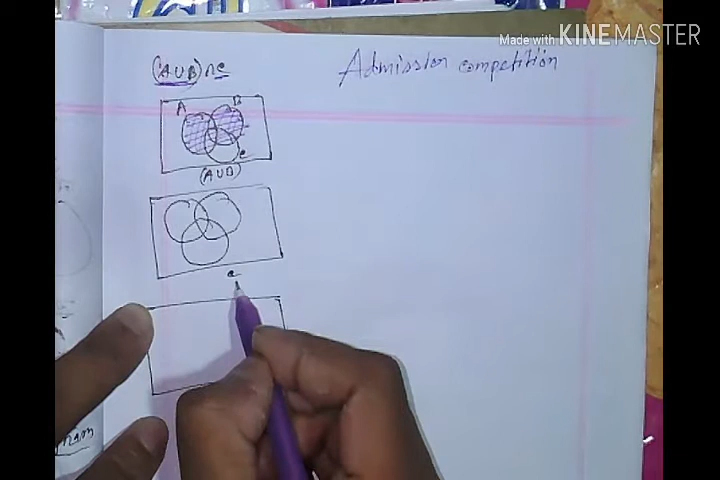 Made with KINEMASTER
(A∪B)∩C
Admission competition
A B
C
(A∪B)
C